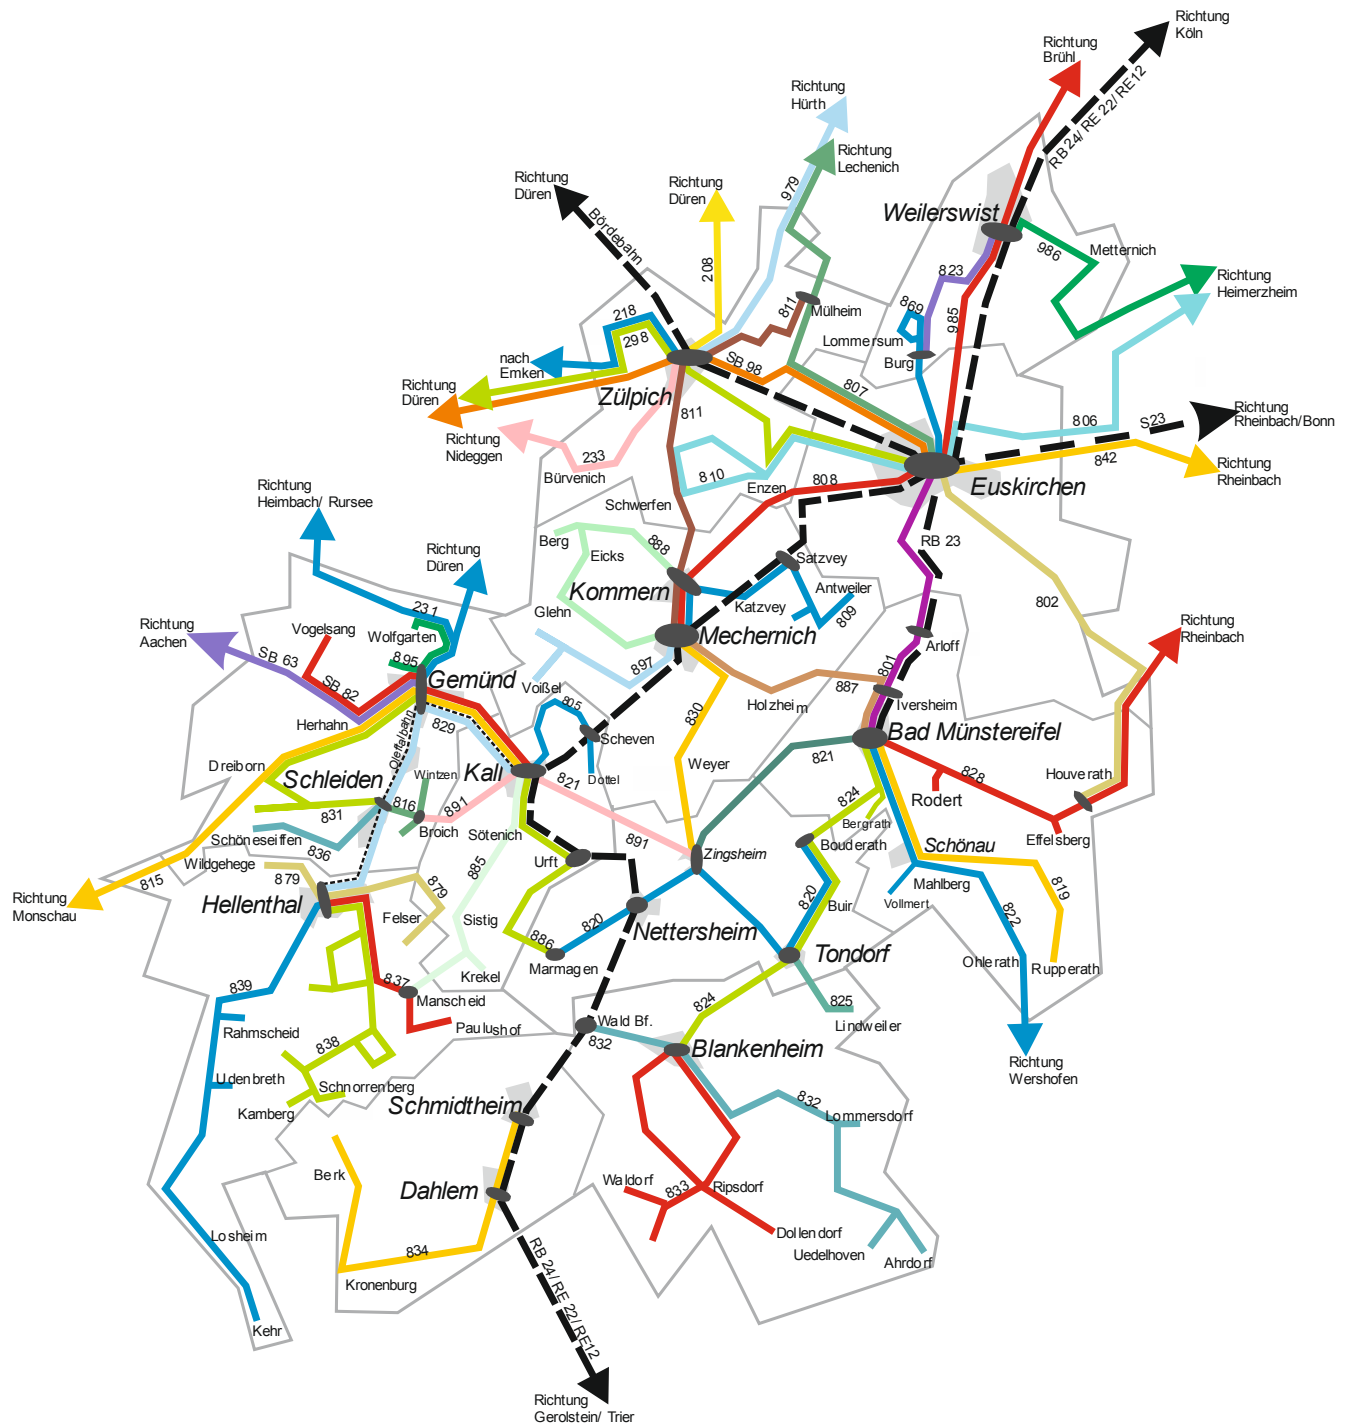 Richtung
Köln
Richtung
Brühl
RB 24/ RE 22/ RE12
Richtung
Hürth
Richtung
Lechenich
979
Richtung
Düren
Richtung
Düren
Bördebahn
208
Weilerswist
986
Metternich
Richtung
Heimerzheim
823
869
985
811
Mülheim
Lommersum
Burg
218
298
nach
Emken
SB 98
807
Richtung
Düren
Zülpich
811
806
S23
Richtung
Rheinbach/Bonn
Richtung
Nideggen
233
Bürvenich
810
Enzen
808
842
Richtung
Rheinbach
Euskirchen
Richtung
Heimbach/ Rursee
Schwerfen
Berg
Eicks
888
RB 23
Richtung
Düren
Satzvey
Kommern
Antweiler
Katzvey
809
802
Glehn
231
Wolfgarten
Vogelsang
Richtung
Aachen
Mechernich
Arloff
Richtung
Rheinbach
SB 63
895
SB 82
Gemünd
897
Voißel
801
887
Iversheim
Holzheim
Herhahn
829
Oleftalbahn
805
830
Scheven
Bad Münstereifel
Dreiborn
Schleiden
Wintzen
Kall
821
Dottel
Weyer
821
828
Houverath
Rodert
831
816
891
Broich
Sötenich
824
Bergrath
Effelsberg
Schöneseiffen
836
891
Zingsheim
Bouderath
Schönau
Wildgehege
879
885
Urft
Mahlberg
819
815
Richtung
Monschau
Hellenthal
879
Felser
Sistig
820
886
Nettersheim
820
Buir
Vollmert
822
Marmagen
Tondorf
Ohlerath
Rupperath
Krekel
839
837
Manscheid
824
825
Lindweiler
Rahmscheid
Paulushof
Wald Bf.
832
838
Blankenheim
Richtung
Wershofen
Udenbreth
Schnorrenberg
Kamberg
Schmidtheim
832
Lommersdorf
Berk
Dahlem
Waldorf
833
Ripsdorf
Losheim
834
Dollendorf
Uedelhoven
Ahrdorf
Kronenburg
RB 24/ RE 22/ RE12
Kehr
Richtung
Gerolstein/ Trier